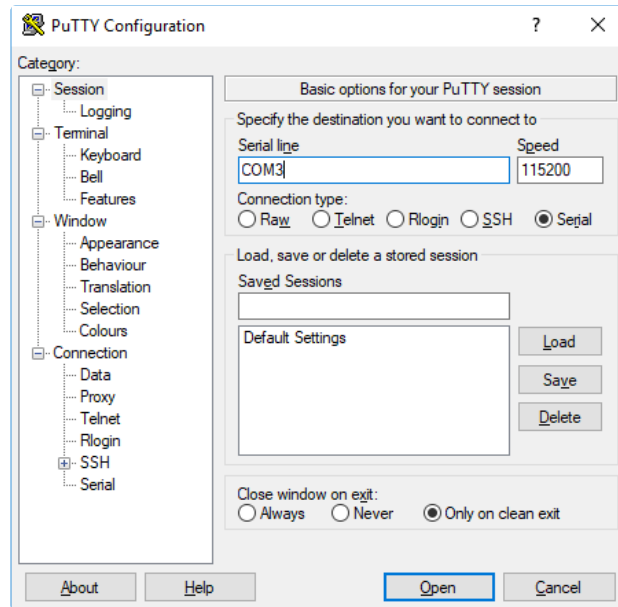 PuTTY Configuration ? ×
Category:
Session
Logging
Terminal
Keyboard
Bell
Features
Window
Appearance
Behaviour
Translation
Selection
Colours
Connection
Data
Proxy
Telnet
Rlogin
SSH
Serial
Basic options for your PuTTY session
Specify the destination you want to connect to
Serial line Speed
COM3 115200
Connection type:
Raw Telnet Rlogin SSH Serial
Load, save or delete a stored session
Saved Sessions
Default Settings
Load
Save
Delete
Close window on exit:
Always Never Only on clean exit
About Help Open Cancel